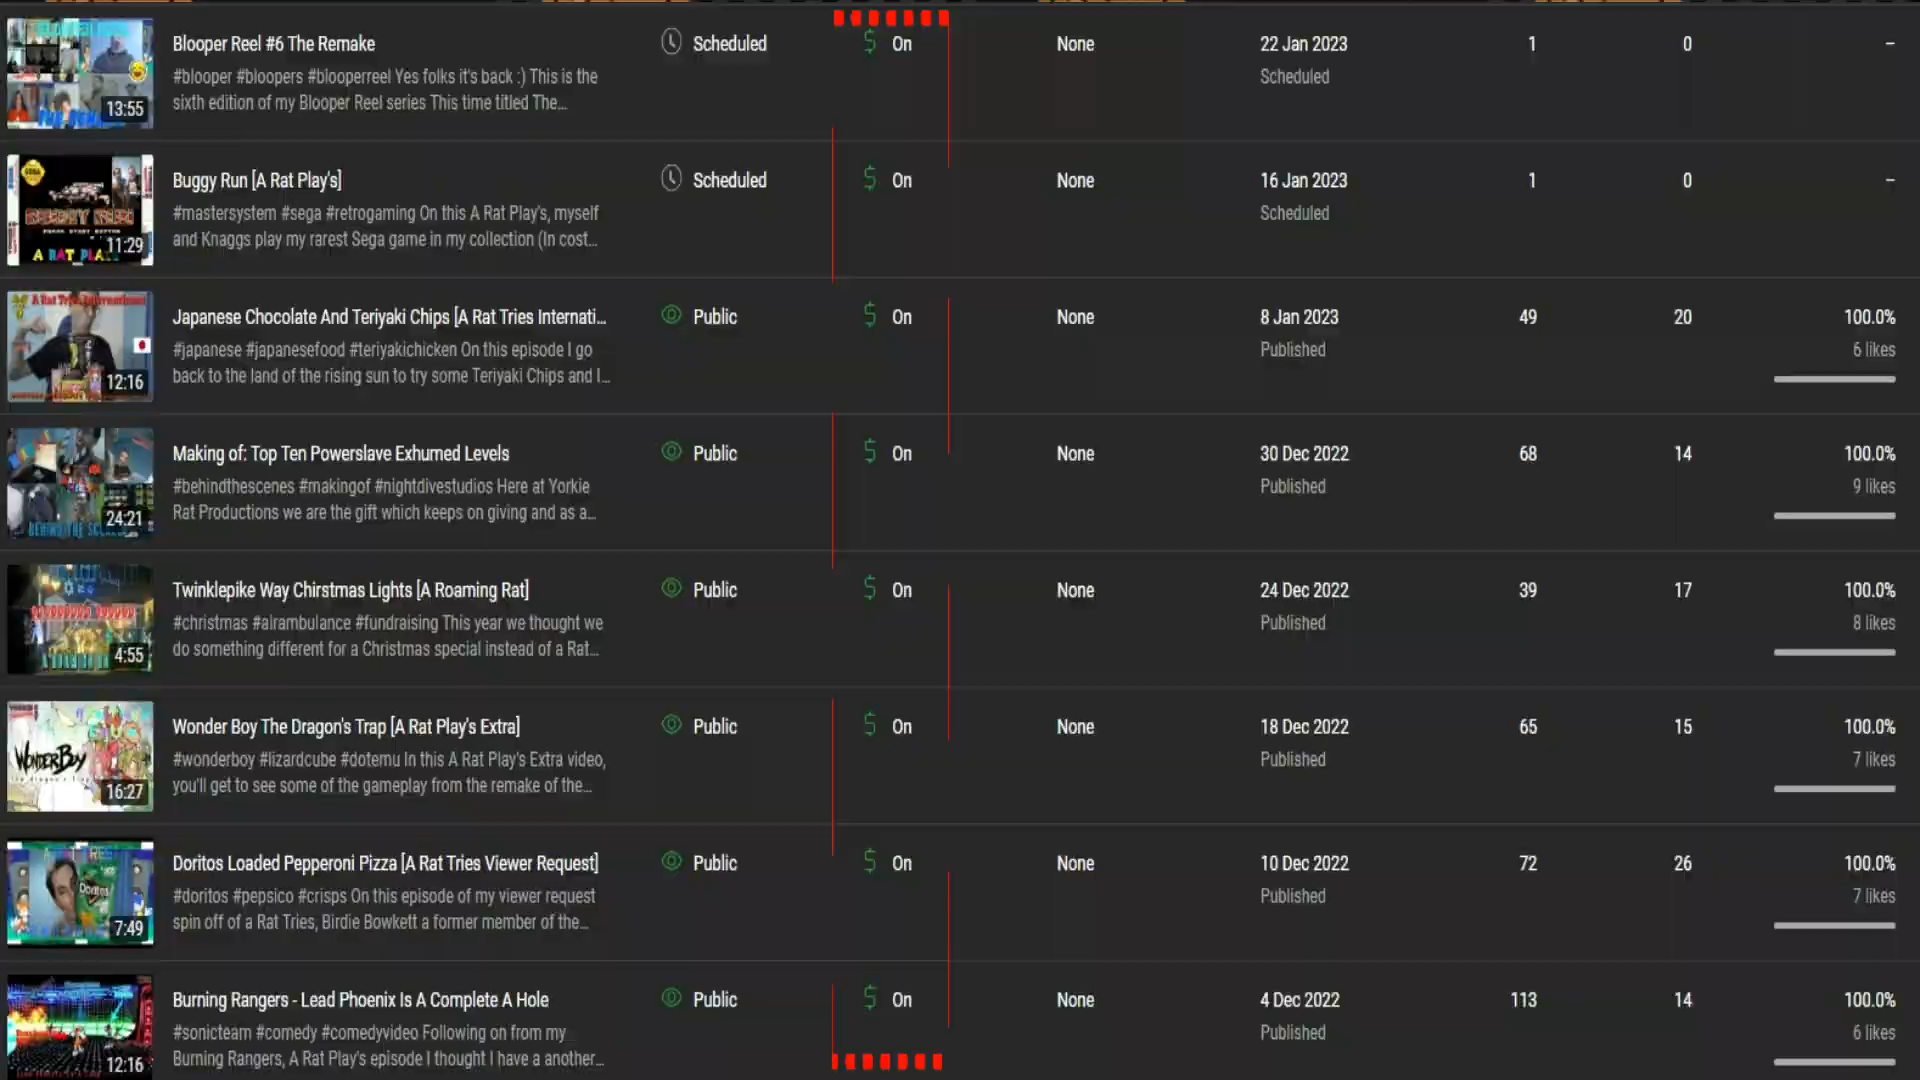 Blooper Reel #6 The Remake
Scheduled
$ On
None
22 Jan 2023
1
0
–
#blooper #bloopers #blooperreel Yes folks it's back :) This is the
Scheduled
sixth edition of my Blooper Reel series This time titled The...
13:55
Buggy Run [A Rat Play's]
Scheduled
$ On
None
16 Jan 2023
1
0
–
#mastersystem #sega #retrogaming On this A Rat Play's, myself
Scheduled
and Knaggs play my rarest Sega game in my collection (In cost...
11:29
Japanese Chocolate And Teriyaki Chips [A Rat Tries Internati...
Public
$ On
None
8 Jan 2023
49
20
100.0%
#japanese #japanesefood #teriyakichicken On this episode I go
Published
6 likes
back to the land of the rising sun to try some Teriyaki Chips and I...
12:16
Making of: Top Ten Powerslave Exhumed Levels
Public
$ On
None
30 Dec 2022
68
14
100.0%
#behindthescenes #makingof #nightdivestudios Here at Yorkie
Published
9 likes
Rat Productions we are the gift which keeps on giving and as a...
24:21
Twinklepike Way Chirstmas Lights [A Roaming Rat]
Public
$ On
None
24 Dec 2022
39
17
100.0%
#christmas #airambulance #fundraising This year we thought we
Published
8 likes
do something different for a Christmas special instead of a Rat...
4:55
Wonder Boy The Dragon's Trap [A Rat Play's Extra]
Public
$ On
None
18 Dec 2022
65
15
100.0%
#wonderboy #lizardcube #dotemu In this A Rat Play's Extra video,
Published
7 likes
you'll get to see some of the gameplay from the remake of the...
WONDERBOY
16:27
Doritos Loaded Pepperoni Pizza [A Rat Tries Viewer Request]
Public
$ On
None
10 Dec 2022
72
26
100.0%
#doritos #pepsico #crisps On this episode of my viewer request
Published
7 likes
spin off of a Rat Tries, Birdie Bowkett a former member of the...
Doritos
7:49
Burning Rangers - Lead Phoenix Is A Complete A Hole
Public
$ On
None
4 Dec 2022
113
14
100.0%
#sonicteam #comedy #comedyvideo Following on from my
Published
6 likes
Burning Rangers, A Rat Play's episode I thought I have a another...
12:16